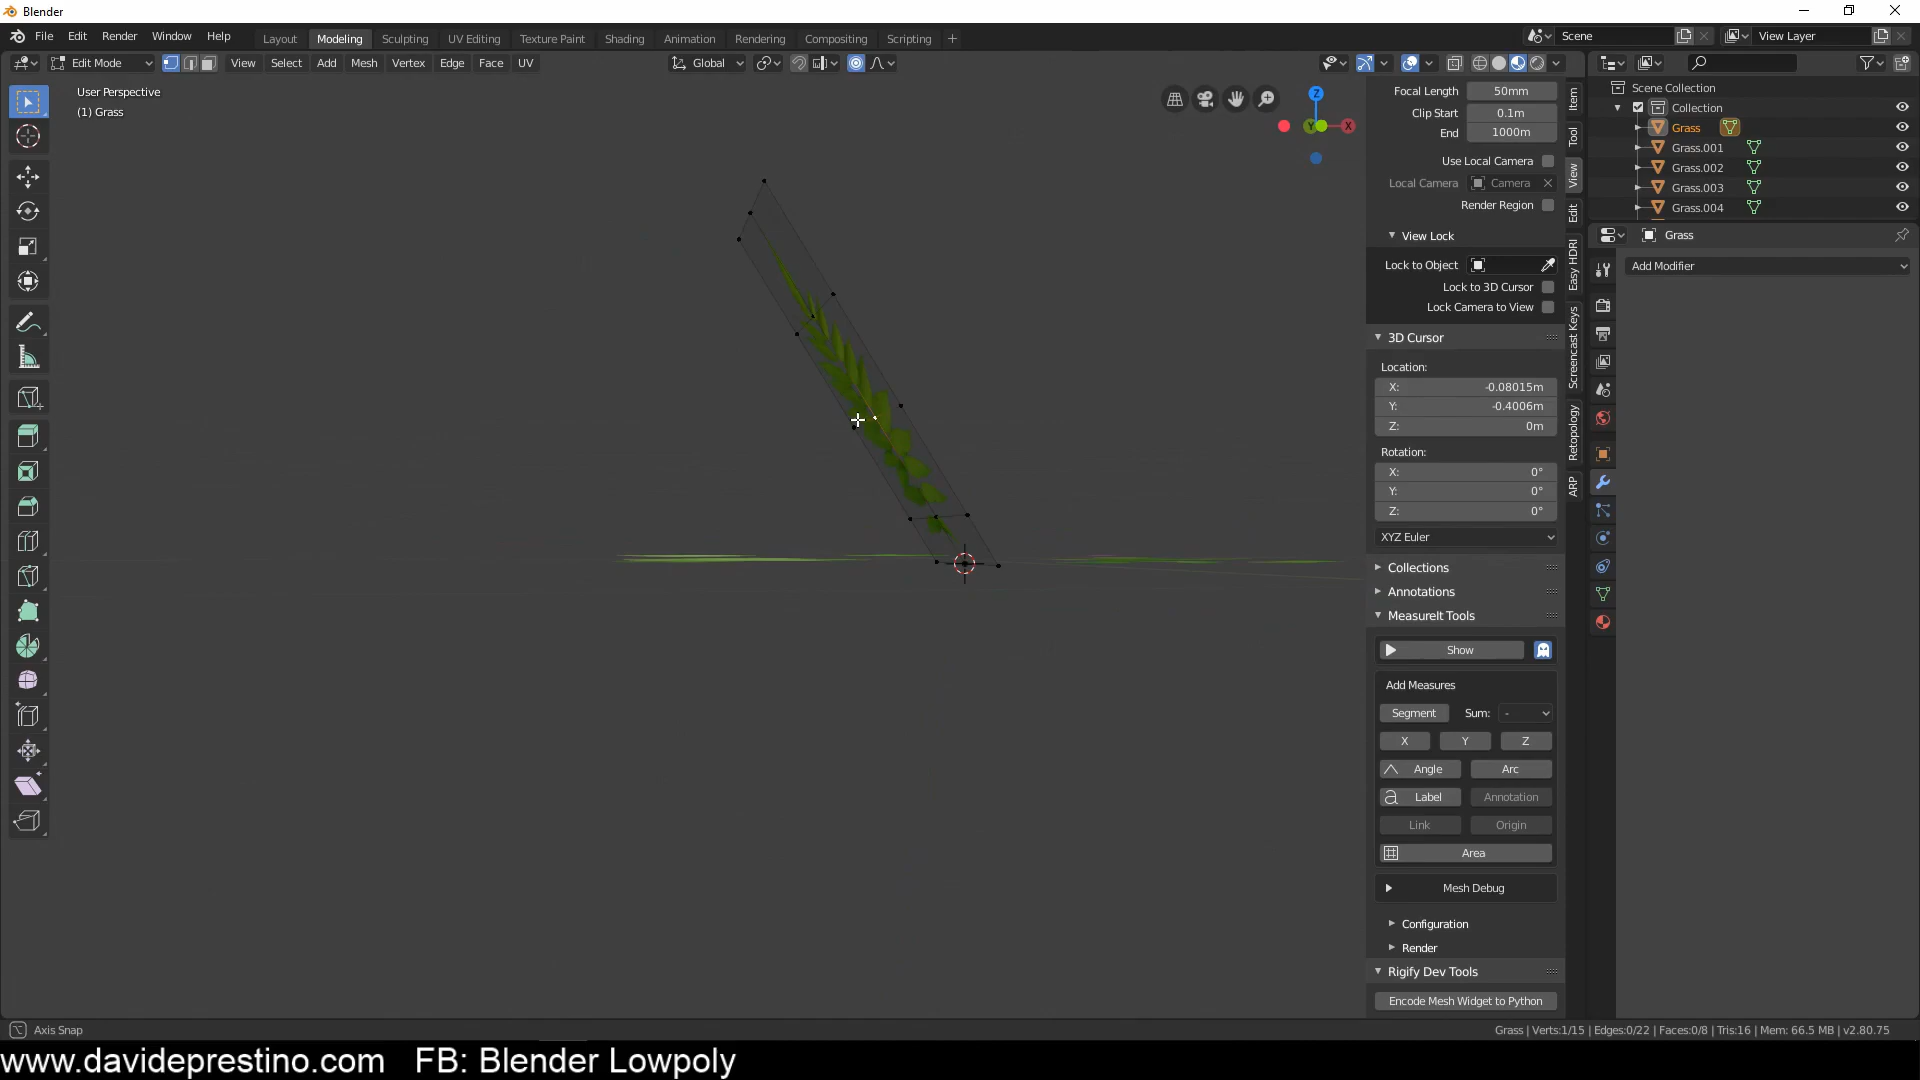 Blender
File Edit Render Window Help
Layout Modeling Sculpting UV Editing Texture Paint Shading Animation Rendering Compositing Scripting +
Scene
View Layer
Edit Mode
View Select Add Mesh Vertex Edge Face UV
Global
User Perspective
(1) Grass
Z
Y
X
Focal Length 50mm
Clip Start 0.1m
End 1000m
Use Local Camera
Local Camera Camera
Render Region
View Lock
Lock to Object
Lock to 3D Cursor
Lock Camera to View
3D Cursor
Location:
X: -0.08015m
Y: -0.4006m
Z: 0m
Rotation:
X: 0°
Y: 0°
Z: 0°
XYZ Euler
Collections
Annotations
MeasureIt Tools
Show
Add Measures
Segment Sum: -
X Y Z
Angle Arc
a Label Annotation
Link Origin
Area
Mesh Debug
Configuration
Render
Rigify Dev Tools
Encode Mesh Widget to Python
Item
Tool
View
Edit
Easy HDRI
Screencast Keys
Retopology
ARP
Scene Collection
Collection
Grass
Grass.001
Grass.002
Grass.003
Grass.004
Grass
Add Modifier
Axis Snap
Grass | Verts:1/15 | Edges:0/22 | Faces:0/8 | Tris:16 | Mem: 66.5 MB | v2.80.75
www.davideprestino.com FB: Blender Lowpoly